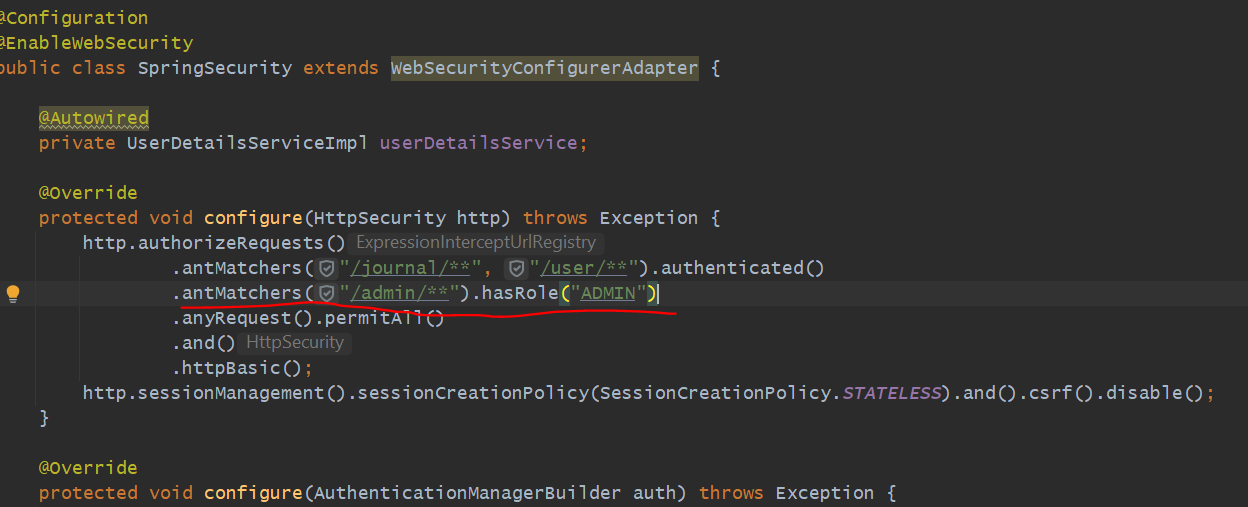 @Configuration
@EnableWebSecurity
public class SpringSecurity extends WebSecurityConfigurerAdapter {
@Autowired
private UserDetailsServiceImpl userDetailsService;
@Override
protected void configure(HttpSecurity http) throws Exception {
http.authorizeRequests() ExpressionInterceptUrlRegistry
.antMatchers("/journal/**", "/user/**").authenticated()
.antMatchers("/admin/**").hasRole("ADMIN")
.anyRequest().permitAll()
.and() HttpSecurity
.httpBasic();
http.sessionManagement().sessionCreationPolicy(SessionCreationPolicy.STATELESS).and().csrf().disable();
}
@Override
protected void configure(AuthenticationManagerBuilder auth) throws Exception {